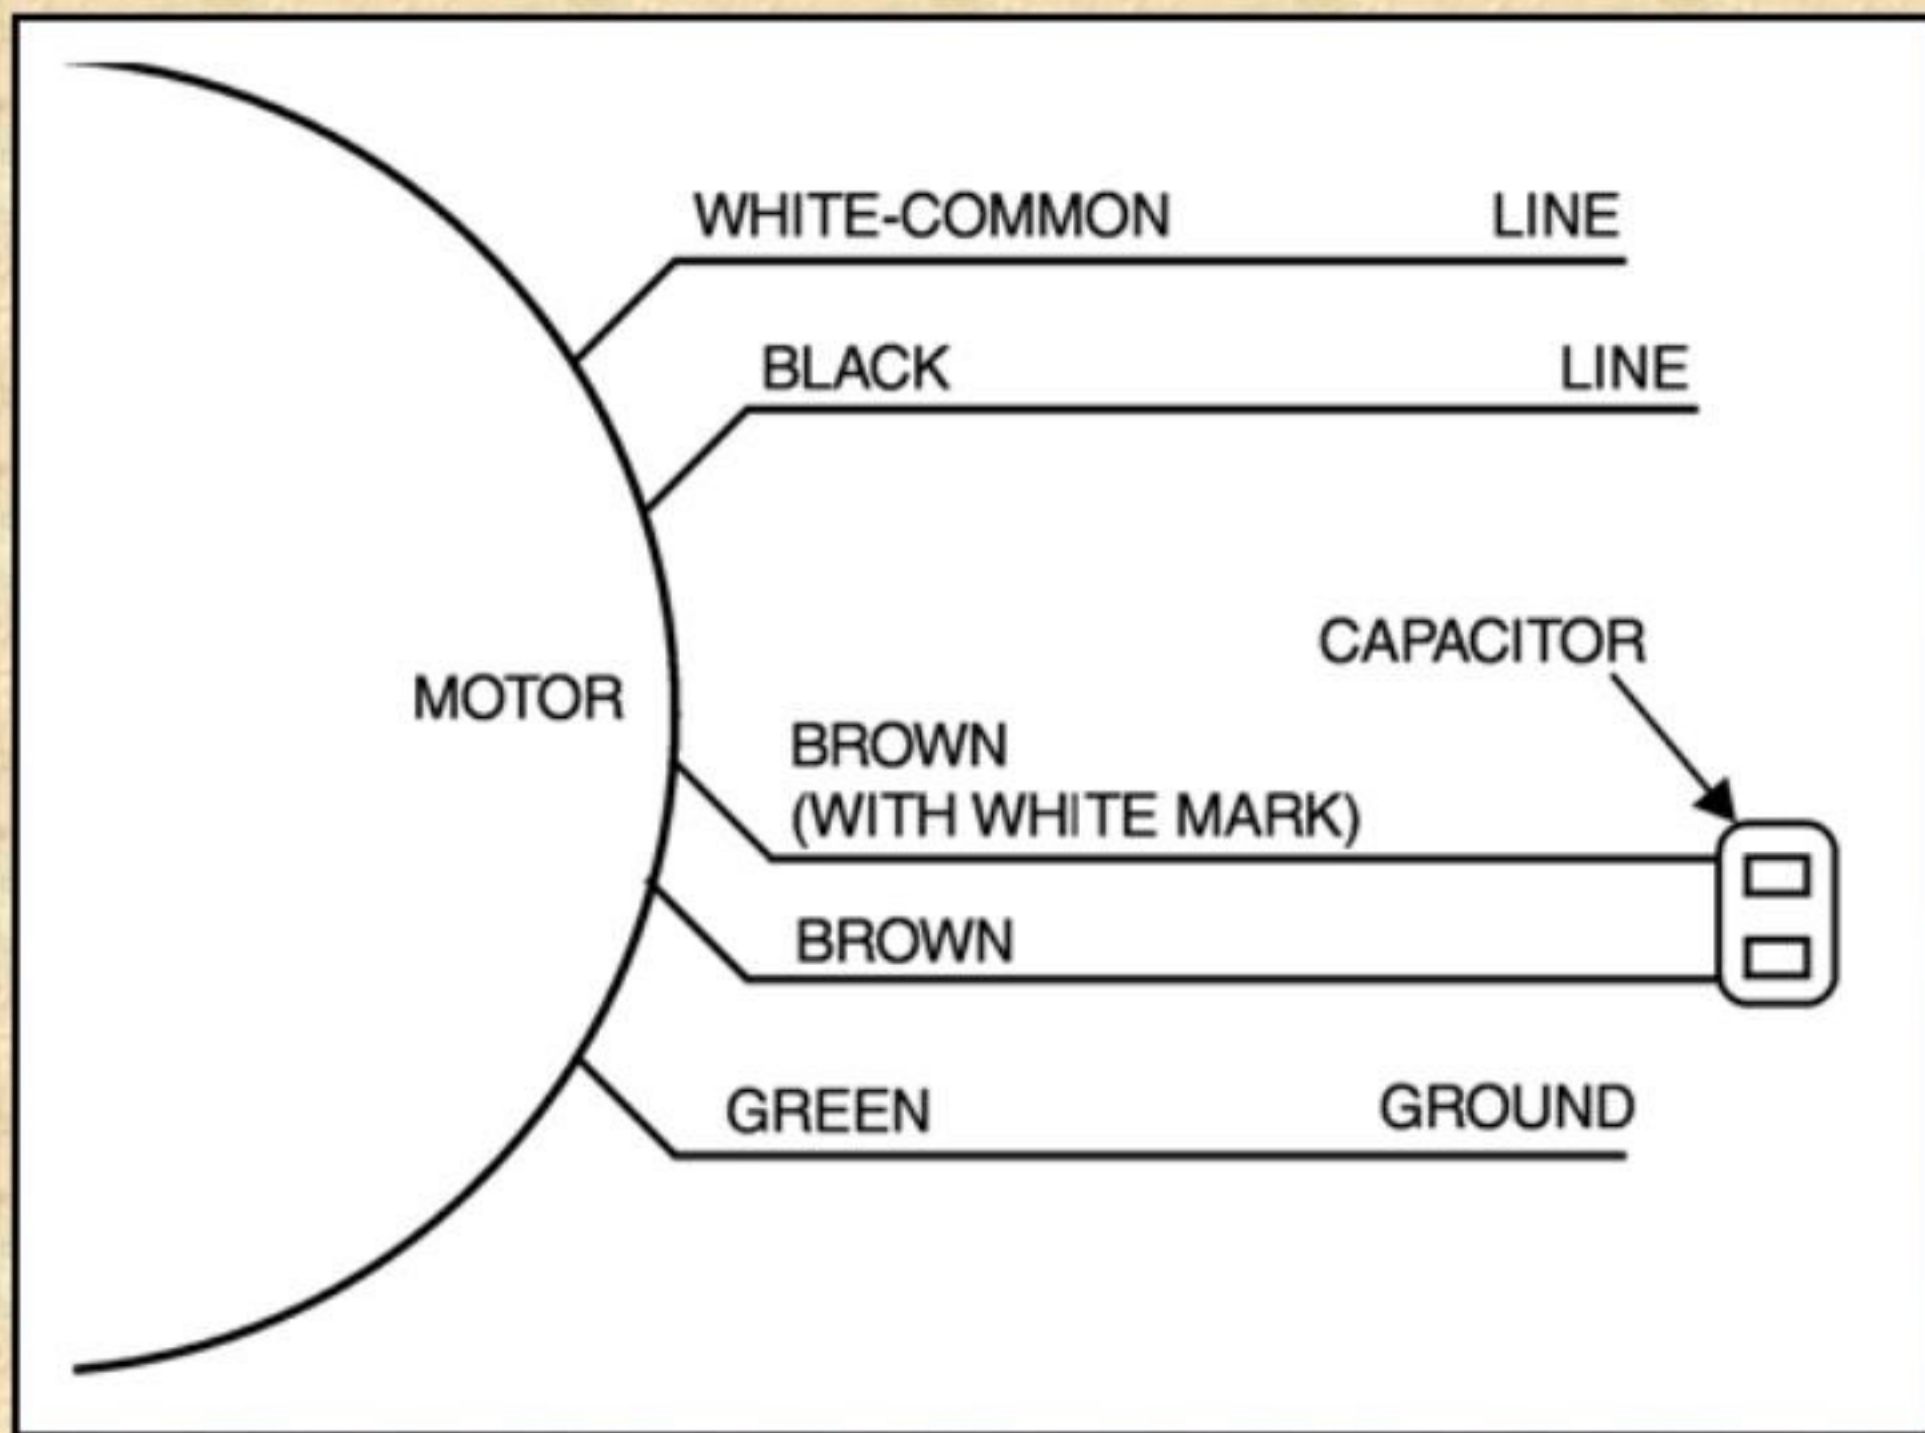 WHITE-COMMON LINE
BLACK LINE
CAPACITOR
MOTOR
BROWN
(WITH WHITE MARK)
BROWN
GREEN GROUND